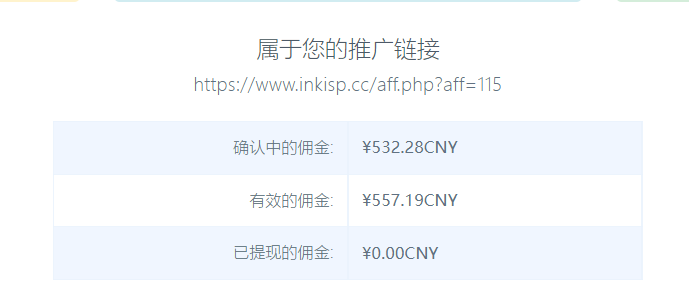 属于您的推广链接
https://www.inkisp.cc/aff.php?aff=115
确认中的佣金: ¥532.28CNY
有效的佣金: ¥557.19CNY
已提现的佣金: ¥0.00CNY